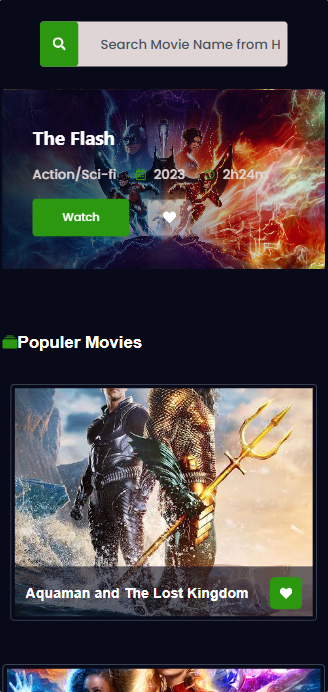 Search Movie Name from H
The Flash
Action/Sci-fi 2023 2h24m
Watch
Populer Movies
Aquaman and The Lost Kingdom